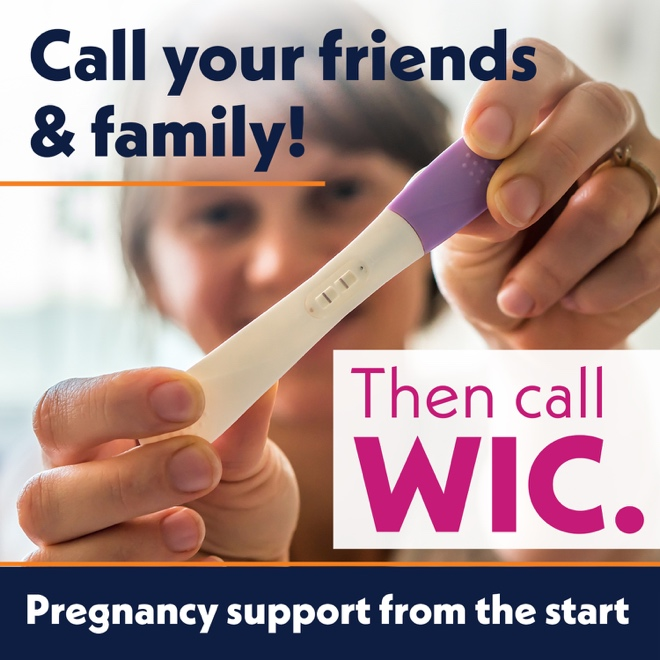 Call your friends
& family!
Then call
WIC.
Pregnancy support from the start